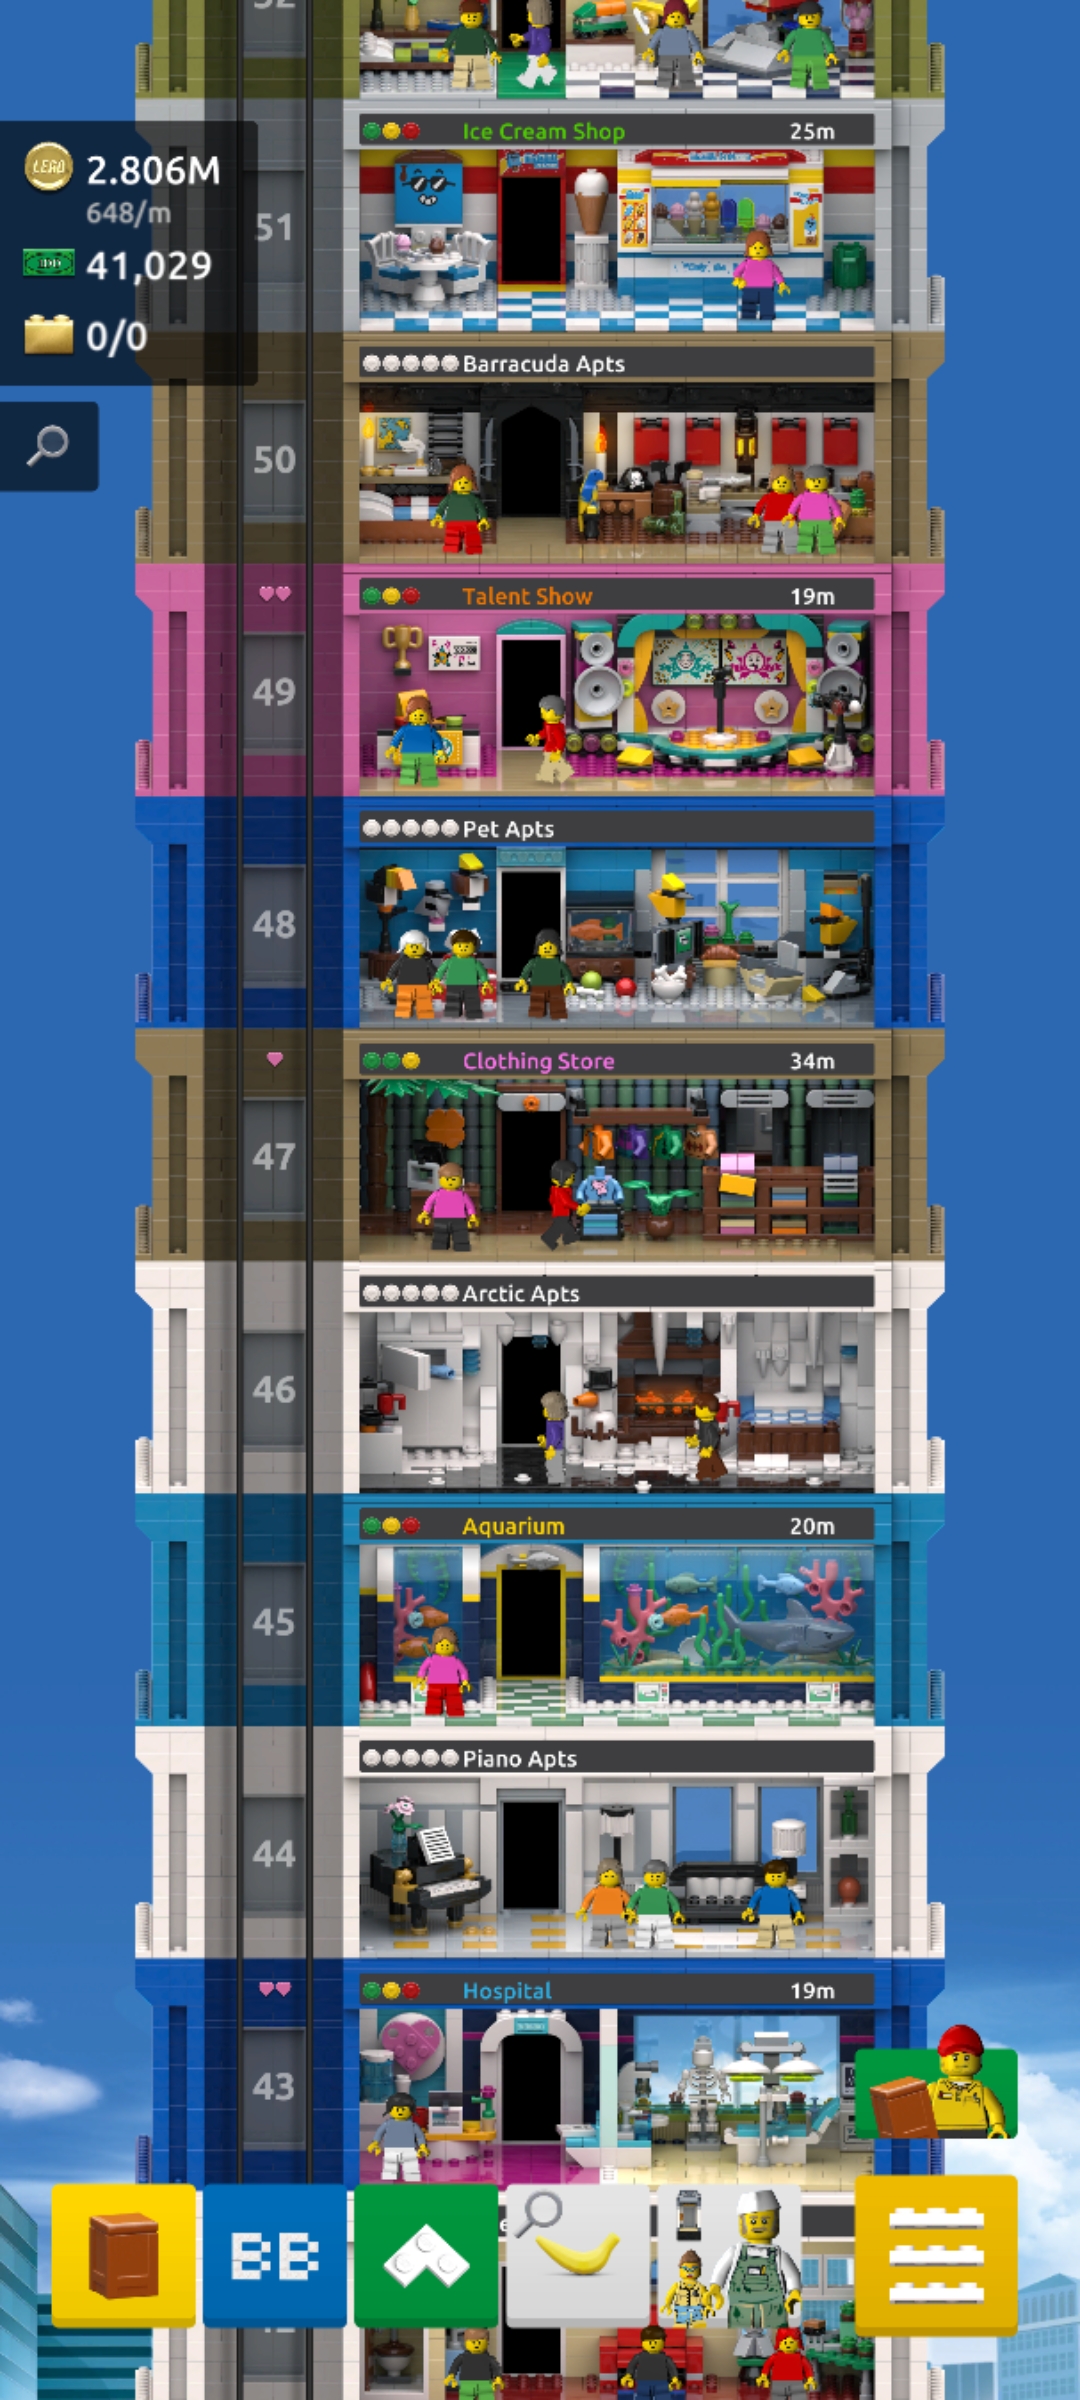 52
Ice Cream Shop 25m
LEGO 2.806M
648/m
51
41,029
0/0
Barracuda Apts
50
Talent Show 19m
49
Pet Apts
48
Clothing Store 34m
47
Arctic Apts
46
Aquarium 20m
45
Piano Apts
44
Hospital 19m
43
BB